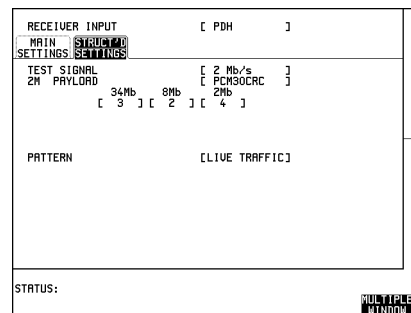 RECEIVER INPUT [ PDH ]
MAIN SETTINGS STRUCT'D SETTINGS
TEST SIGNAL [ 2 Mb/s ]
2M PAYLOAD [ PCM30CRC ]
34Mb 8Mb 2Mb
[ 3 ] [ 2 ] [ 4 ]
PATTERN [LIVE TRAFFIC]
STATUS:
MULTIPLE
WINDOW